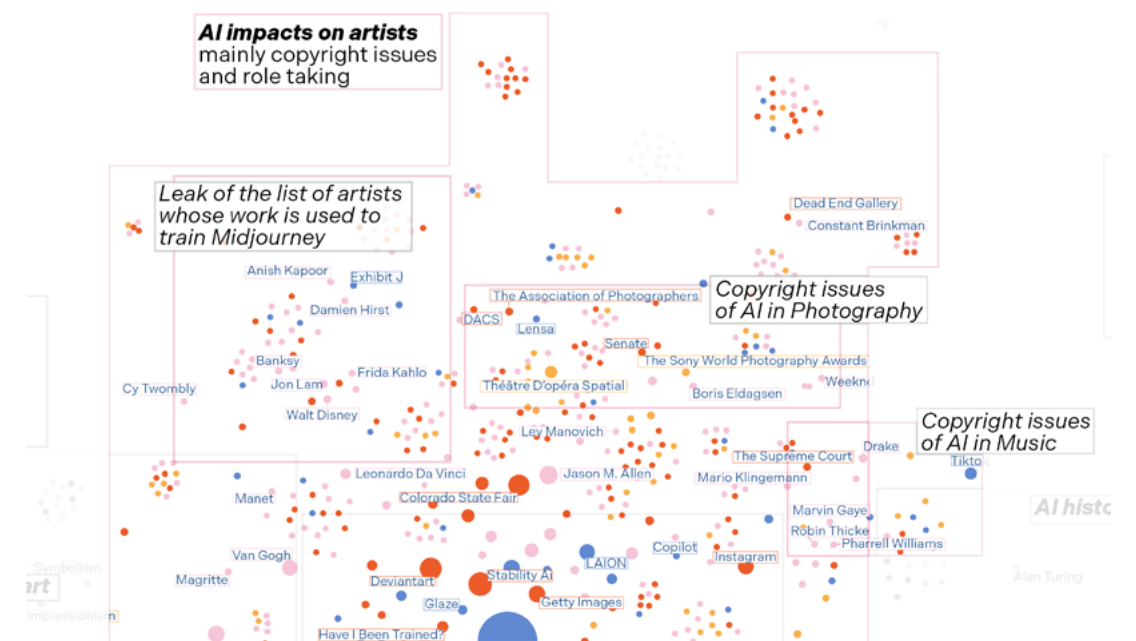 AI impacts on artists
mainly copyright issues
and role taking
Leak of the list of artists
whose work is used to
train Midjourney
Dead End Gallery
Constant Brinkman
Anish Kapoor
Exhibit J
Damien Hirst
Copyright issues
of AI in Photography
The Association of Photographers
DACS
Lensa
Senate
The Sony World Photography Awards
Banksy
Frida Kahlo
Jon Lam
Cy Twombly
Walt Disney
Théâtre D'opéra Spatial
Weeknd
Boris Eldagsen
Copyright issues
of AI in Music
Lev Manovich
Drake
The Supreme Court
Tikto
Leonardo Da Vinci
Jason M. Allen
Mario Klingemann
Manet
Colorado State Fair
Marvin Gaye
Robin Thicke
Pharrell Williams
AI histo
Van Gogh
Copilot
Instagram
LAION
Symbolism
Magritte
Deviantart
Stability Ai
Alan Turing
art
Glaze
Getty Images
Impressionism
Have I Been Trained?